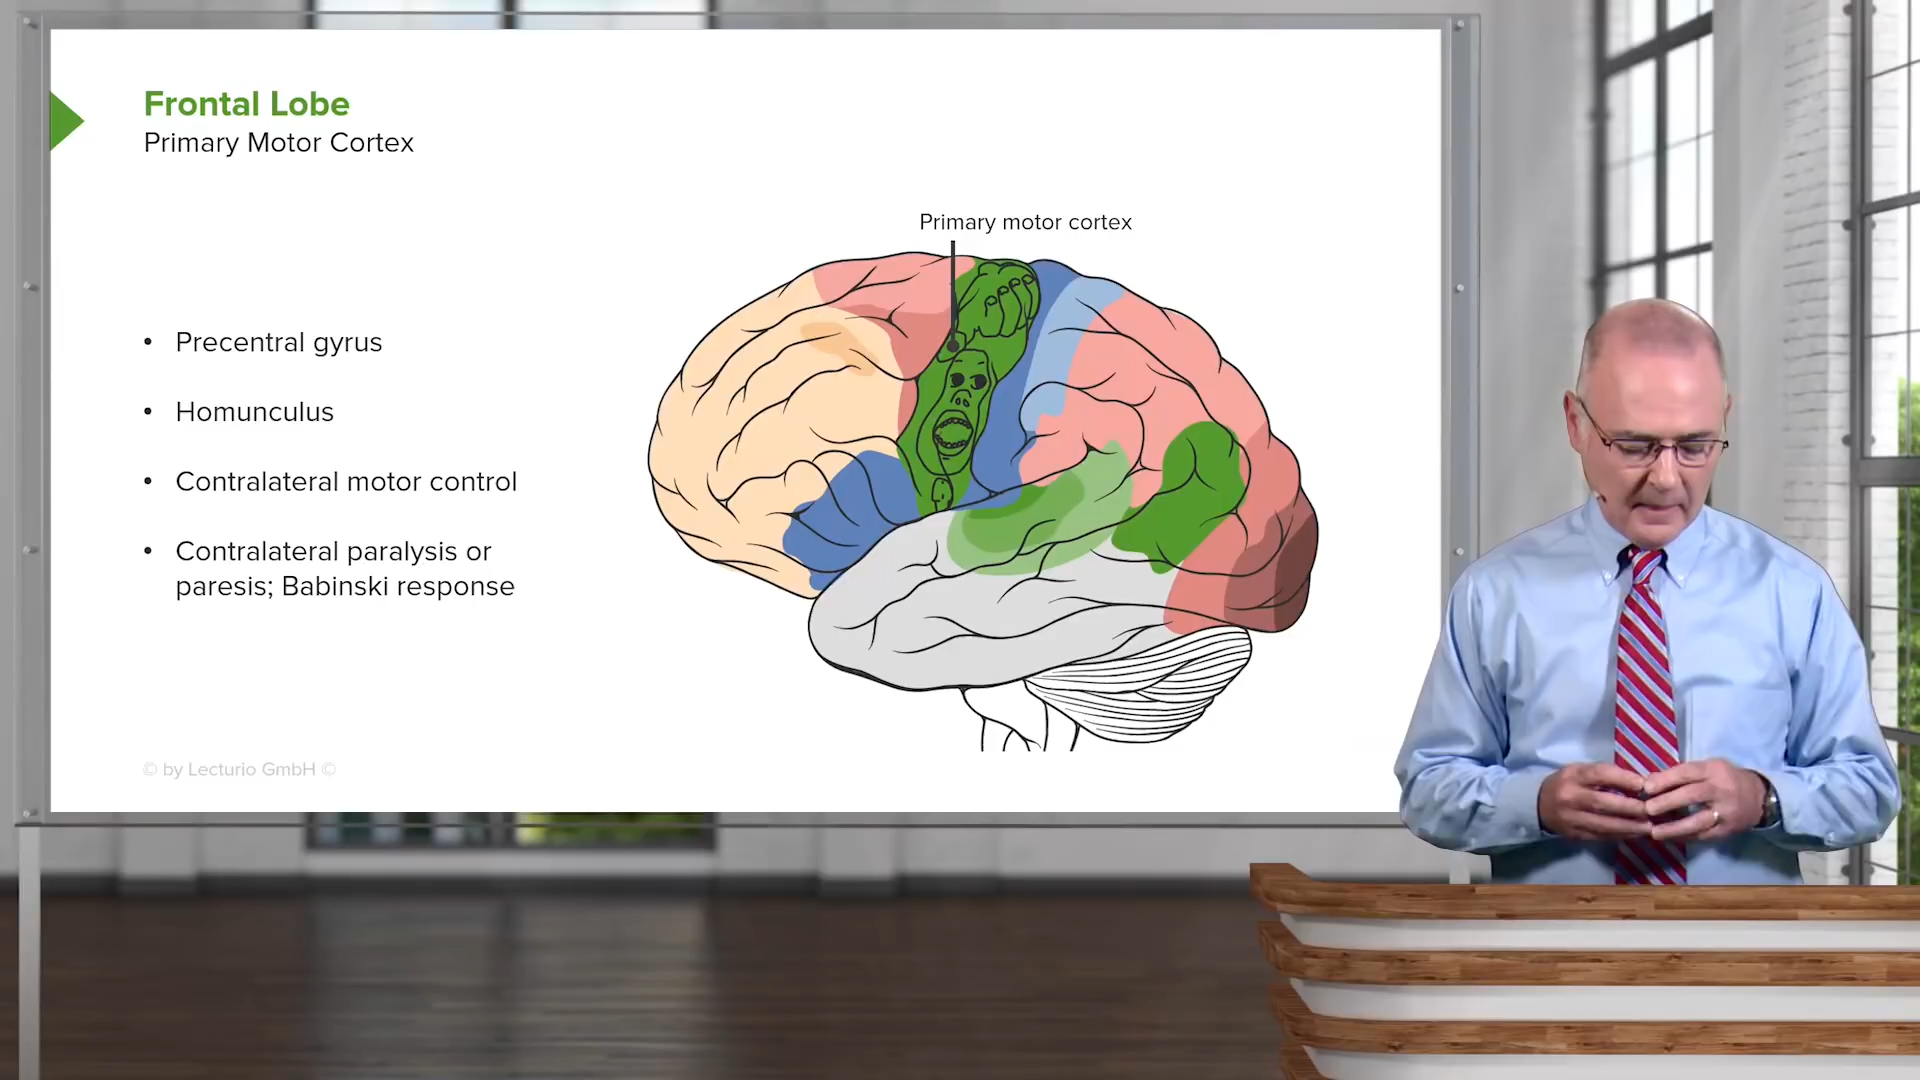 Frontal Lobe
Primary Motor Cortex
Primary motor cortex
• Precentral gyrus
• Homunculus
• Contralateral motor control
• Contralateral paralysis or
paresis; Babinski response
© by Lecturio GmbH ©